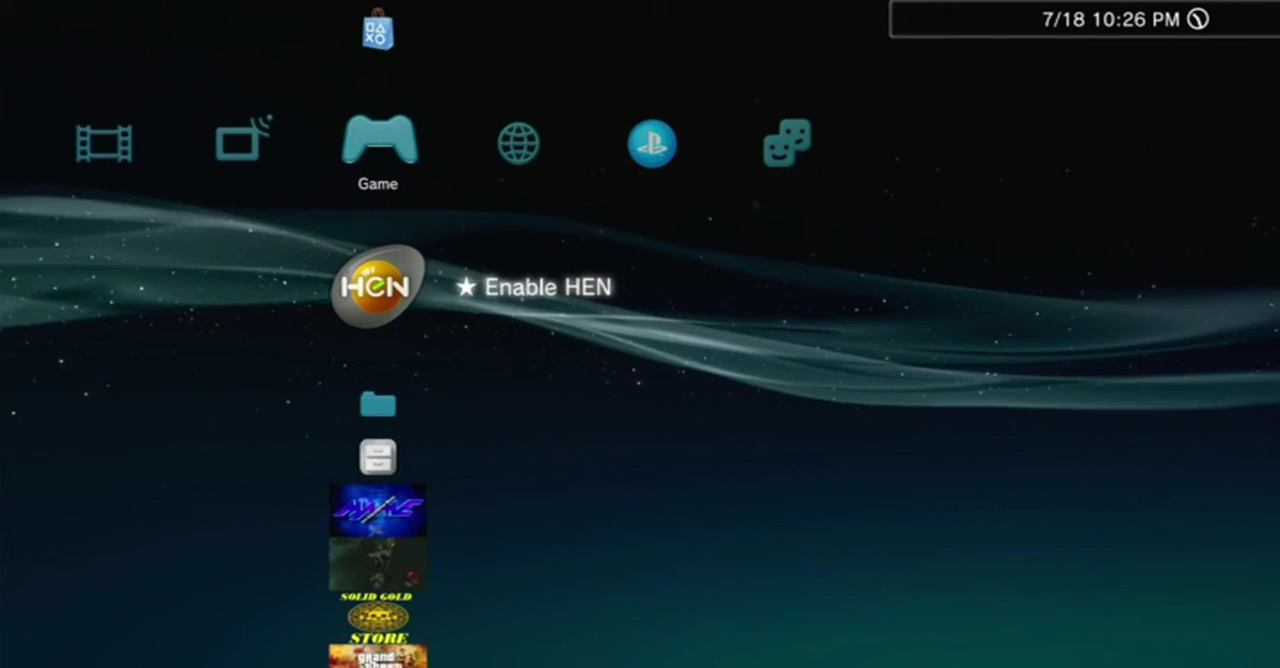 7/18 10:26 PM
Game
HEN
★ Enable HEN
SOLID GOLD
STORE
grand